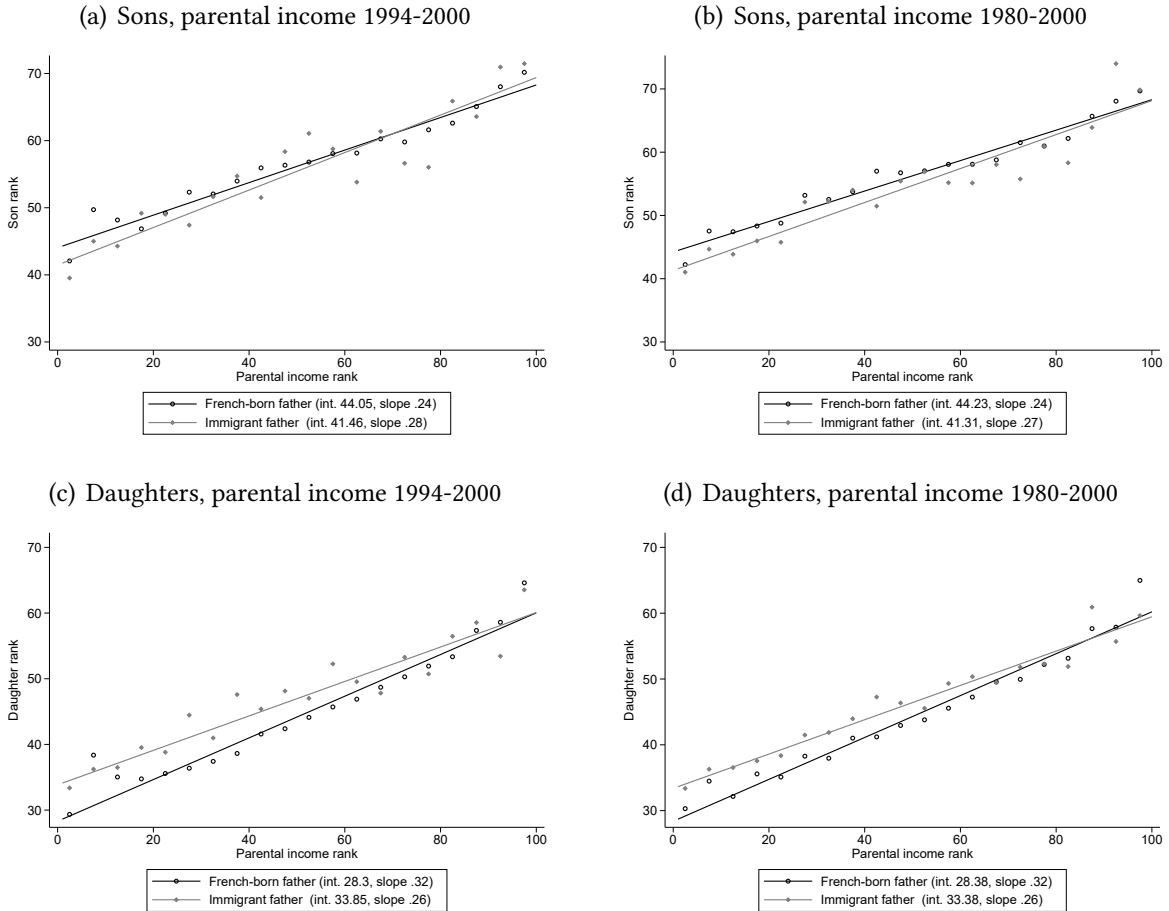 (a) Sons, parental income 1994-2000
70
60
50
40
30
Son rank
0 20 40 60 80 100
Parental income rank
French-born father (int. 44.05, slope .24)
Immigrant father (int. 41.46, slope .28)
(b) Sons, parental income 1980-2000
70
60
50
40
30
Son rank
0 20 40 60 80 100
Parental income rank
French-born father (int. 44.23, slope .24)
Immigrant father (int. 41.31, slope .27)
(c) Daughters, parental income 1994-2000
70
60
50
40
30
Daughter rank
0 20 40 60 80 100
Parental income rank
French-born father (int. 28.3, slope .32)
Immigrant father (int. 33.85, slope .26)
(d) Daughters, parental income 1980-2000
70
60
50
40
30
Daughter rank
0 20 40 60 80 100
Parental income rank
French-born father (int. 28.38, slope .32)
Immigrant father (int. 33.38, slope .26)